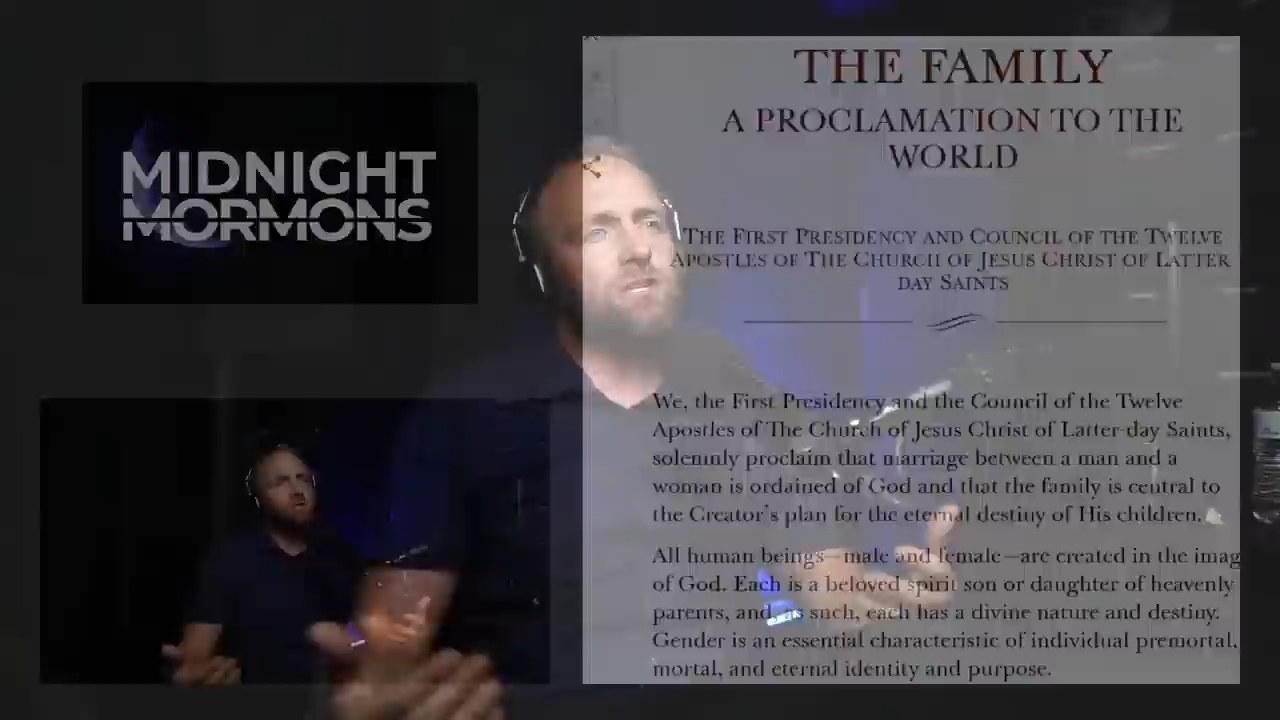 MIDNIGHT
MORMONS
THE FAMILY
A PROCLAMATION TO THE
WORLD
THE FIRST PRESIDENCY AND COUNCIL OF THE TWELVE
APOSTLES OF THE CHURCH OF JESUS CHRIST OF LATTER
DAY SAINTS
We, the First Presidency and the Council of the Twelve
Apostles of The Church of Jesus Christ of Latter-day Saints,
solemnly proclaim that marriage between a man and a
woman is ordained of God and that the family is central to
the Creator's plan for the eternal destiny of His children.
All human beings—male and female—are created in the imag
of God. Each is a beloved spirit son or daughter of heavenly
parents, and, as such, each has a divine nature and destiny.
Gender is an essential characteristic of individual premortal,
mortal, and eternal identity and purpose.